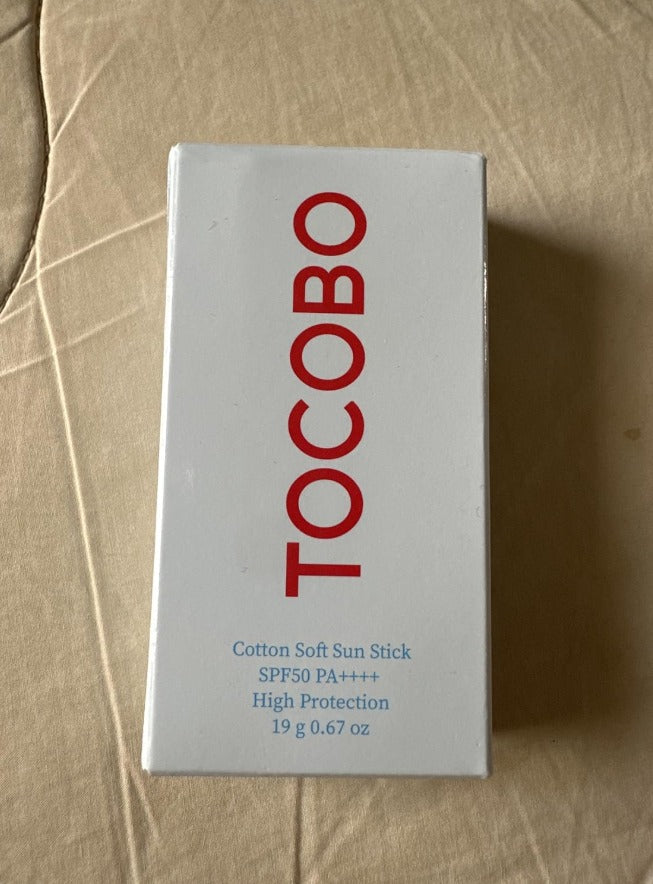 TOCOBO
Cotton Soft Sun Stick
SPF50 PA++++
High Protection
19 g 0.67 oz